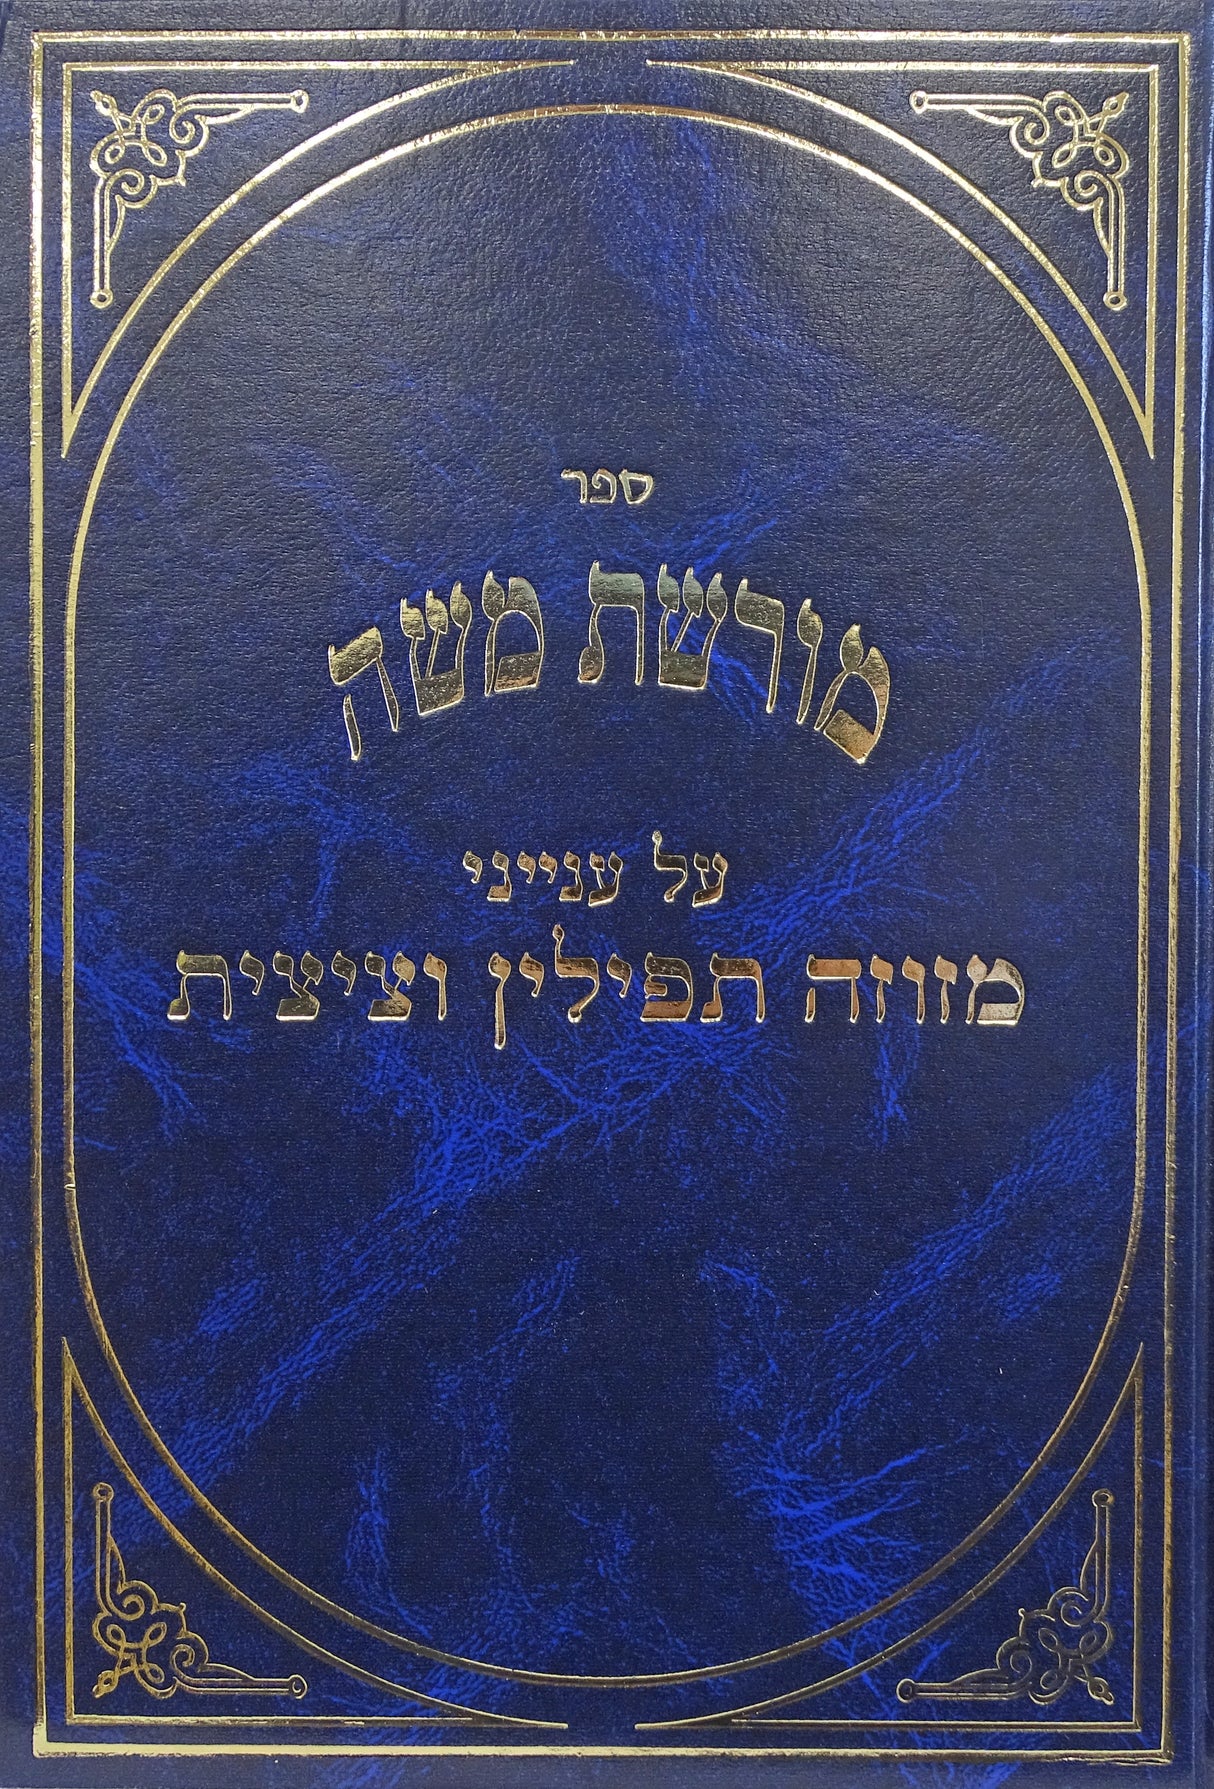 ספר
מורשת משה
על ענייני
מזוזה תפילין וציצית